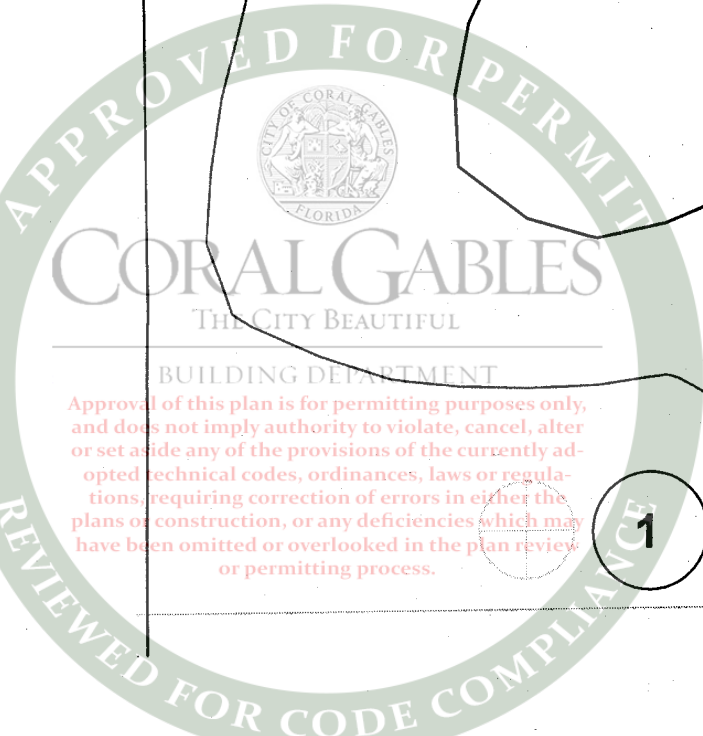 APPROVED FOR PERMIT
CITY OF CORAL GABLES
FLORIDA
CORAL GABLES
THE CITY BEAUTIFUL
BUILDING DEPARTMENT
Approval of this plan is for permitting purposes only,
and does not imply authority to violate, cancel, alter
or set aside any of the provisions of the currently ad-
opted technical codes, ordinances, laws or regula-
tions, requiring correction of errors in either the
plans or construction, or any deficiencies which may
have been omitted or overlooked in the plan review
or permitting process.
1
REVIEWED FOR CODE COMPLIANCE